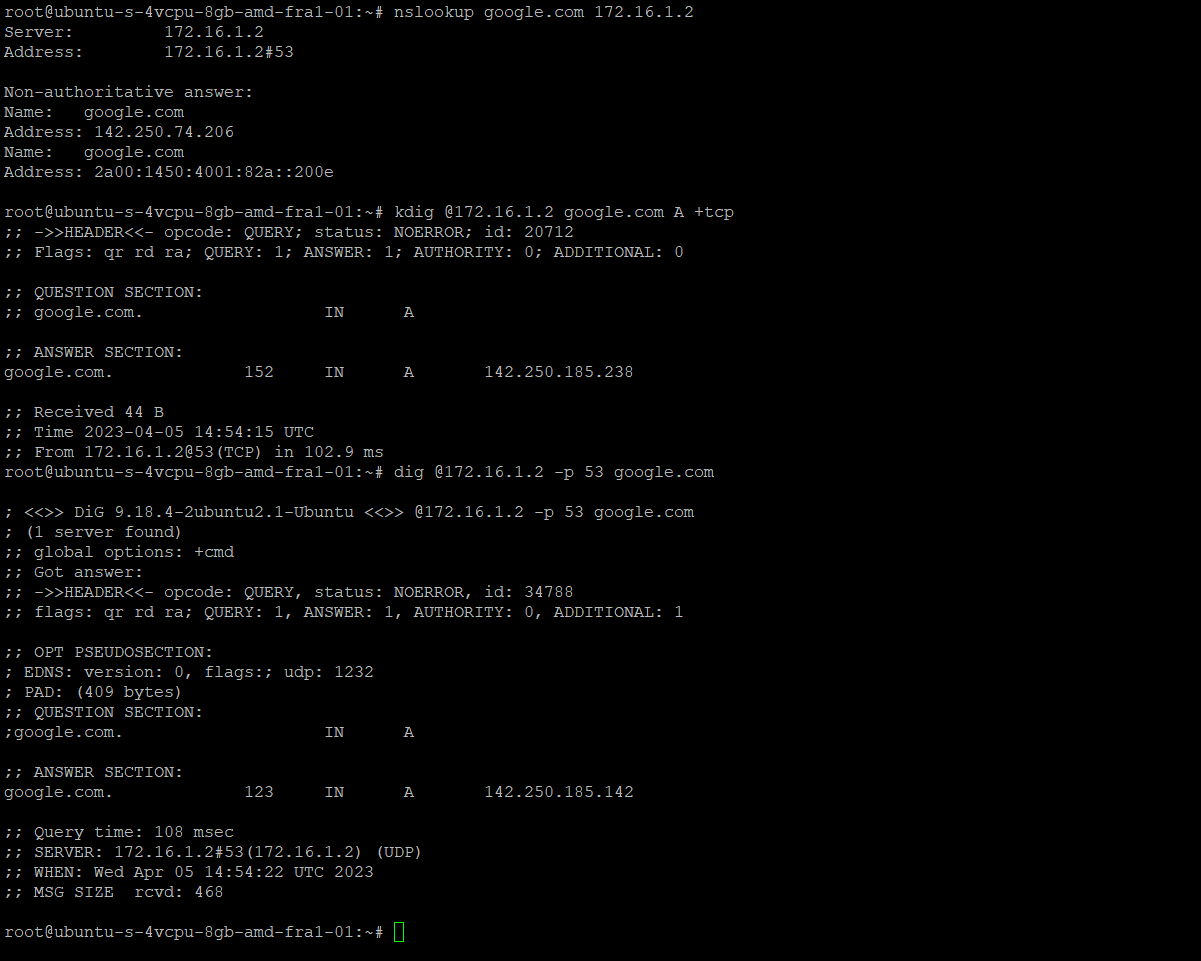 root@ubuntu-s-4vcpu-8gb-amd-fra1-01:~# nslookup google.com 172.16.1.2
Server:         172.16.1.2
Address:        172.16.1.2#53

Non-authoritative answer:
Name:   google.com
Address: 142.250.74.206
Name:   google.com
Address: 2a00:1450:4001:82a::200e

root@ubuntu-s-4vcpu-8gb-amd-fra1-01:~# kdig @172.16.1.2 google.com A +tcp
;; ->>HEADER<<- opcode: QUERY; status: NOERROR; id: 20712
;; Flags: qr rd ra; QUERY: 1; ANSWER: 1; AUTHORITY: 0; ADDITIONAL: 0

;; QUESTION SECTION:
;; google.com.                  IN      A

;; ANSWER SECTION:
google.com.             152     IN      A       142.250.185.238

;; Received 44 B
;; Time 2023-04-05 14:54:15 UTC
;; From 172.16.1.2@53(TCP) in 102.9 ms
root@ubuntu-s-4vcpu-8gb-amd-fra1-01:~# dig @172.16.1.2 -p 53 google.com

; <<>> DiG 9.18.4-2ubuntu2.1-Ubuntu <<>> @172.16.1.2 -p 53 google.com
; (1 server found)
;; global options: +cmd
;; Got answer:
;; ->>HEADER<<- opcode: QUERY, status: NOERROR, id: 34788
;; flags: qr rd ra; QUERY: 1, ANSWER: 1, AUTHORITY: 0, ADDITIONAL: 1

;; OPT PSEUDOSECTION:
; EDNS: version: 0, flags:; udp: 1232
; PAD: (409 bytes)
;; QUESTION SECTION:
;google.com.                    IN      A

;; ANSWER SECTION:
google.com.             123     IN      A       142.250.185.142

;; Query time: 108 msec
;; SERVER: 172.16.1.2#53(172.16.1.2) (UDP)
;; WHEN: Wed Apr 05 14:54:22 UTC 2023
;; MSG SIZE  rcvd: 468

root@ubuntu-s-4vcpu-8gb-amd-fra1-01:~#